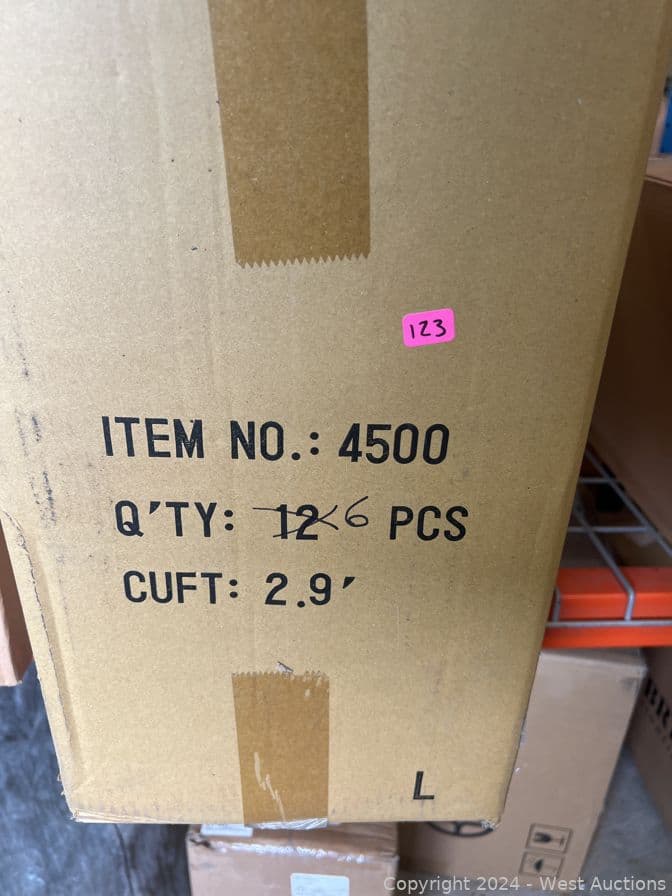 123
ITEM NO.: 4500
Q'TY: 12 6 PCS
CUFT: 2.9'
L
Copyright 2024 - West Auctions